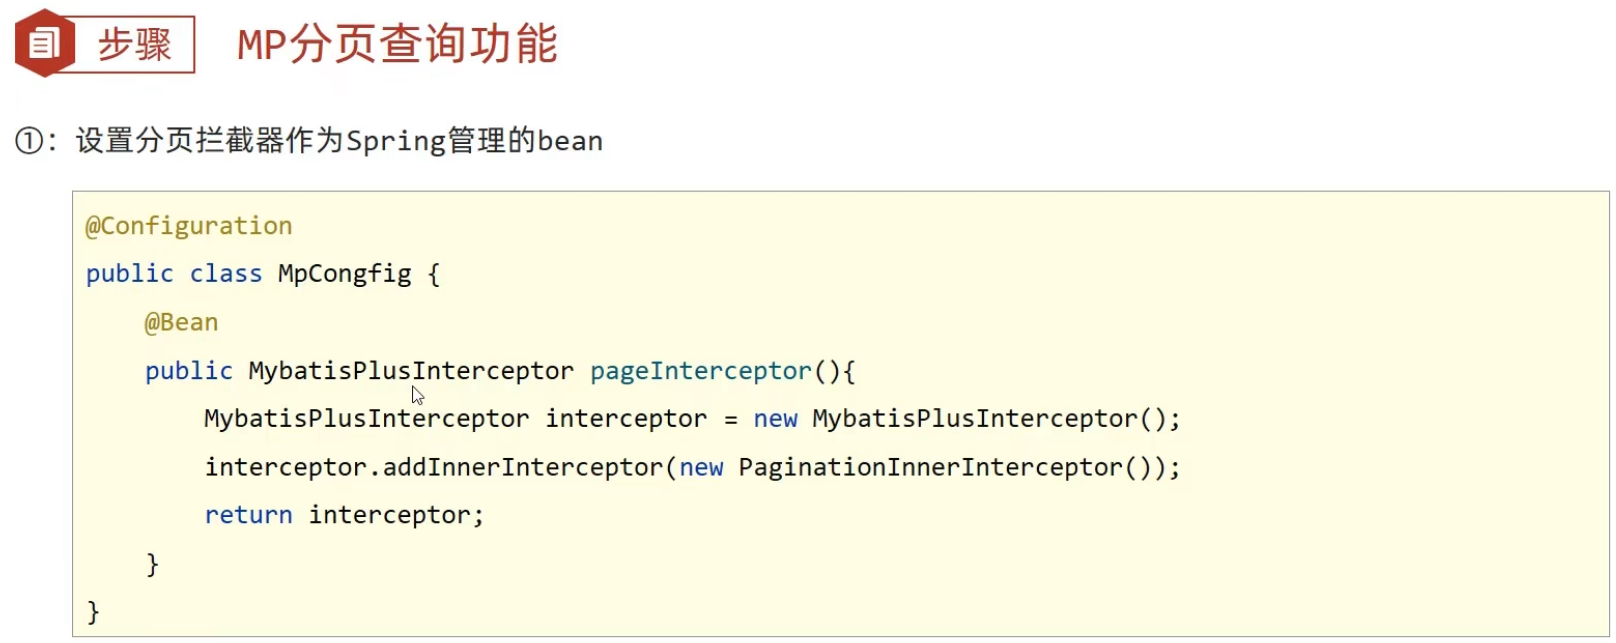 步骤 MP分页查询功能
①: 设置分页拦截器作为Spring管理的bean
@Configuration
public class MpCongfig {
@Bean
public MybatisPlusInterceptor pageInterceptor(){
MybatisPlusInterceptor interceptor = new MybatisPlusInterceptor();
interceptor.addInnerInterceptor(new PaginationInnerInterceptor());
return interceptor;
}
}